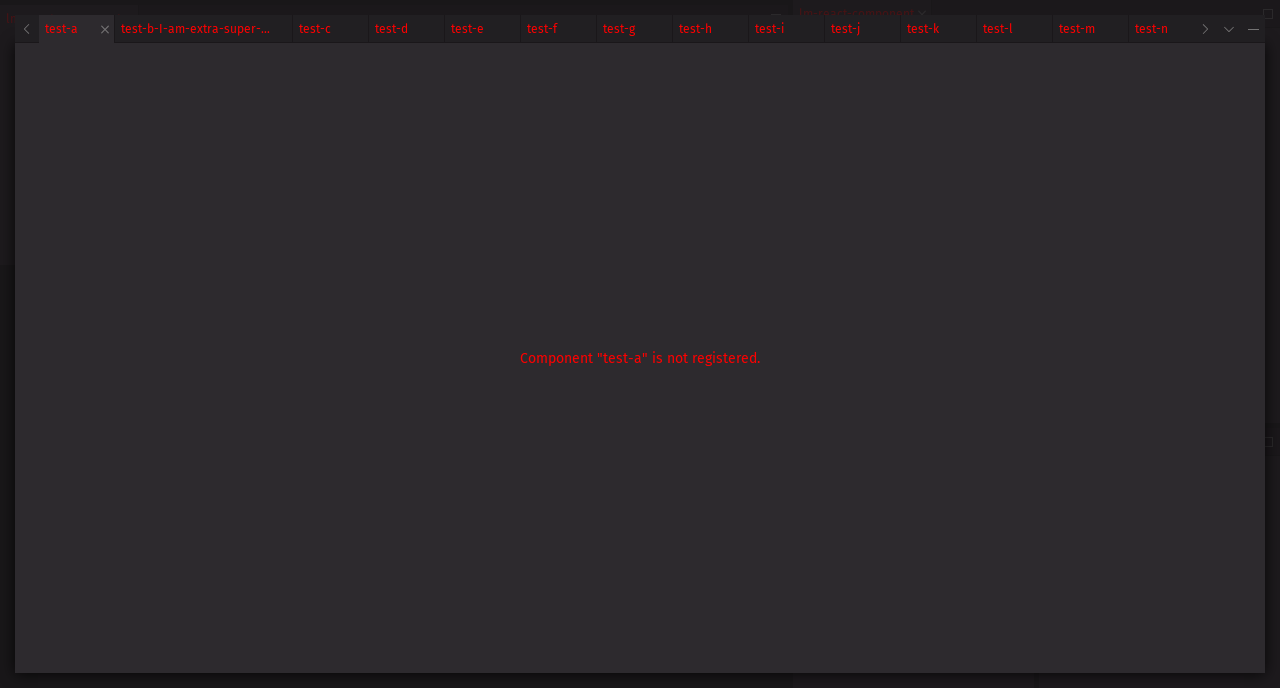 test-a
test-b-I-am-extra-super-...
test-c
test-d
test-e
test-f
test-g
test-h
test-i
test-j
test-k
test-l
test-m
test-n
Component "test-a" is not registered.